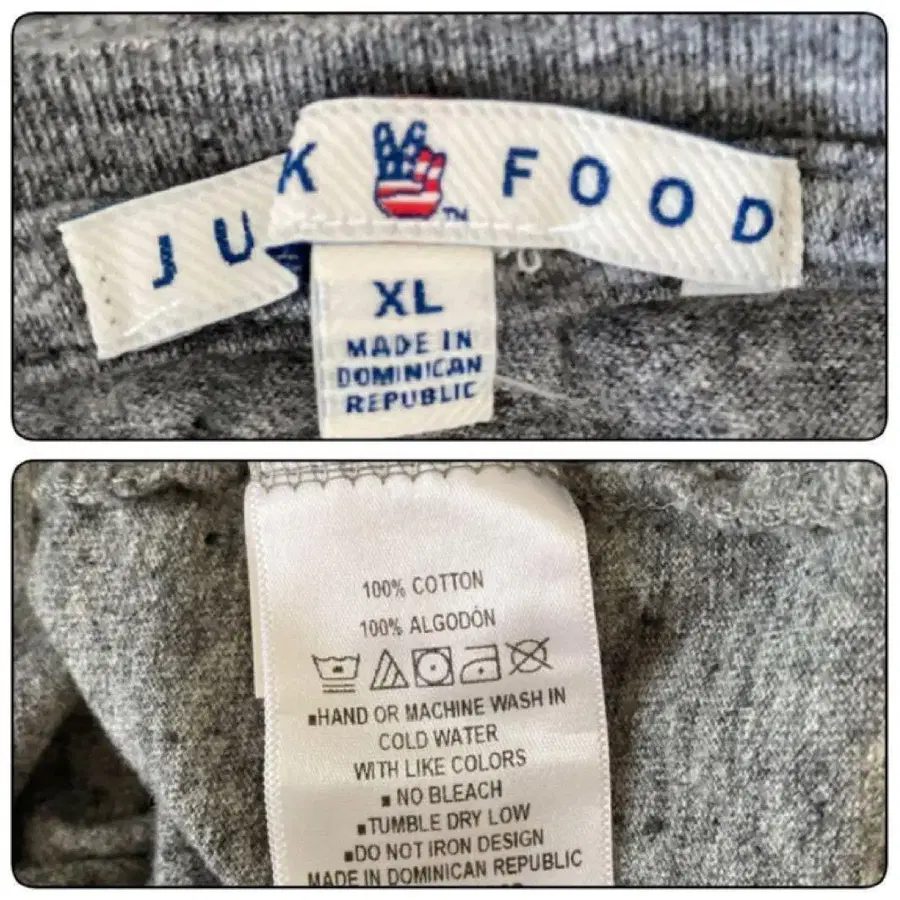 JUK FOOD
TM
XL
MADE IN
DOMINICAN
REPUBLIC
100% COTTON
100% ALGODÓN
▪HAND OR MACHINE WASH IN
COLD WATER
WITH LIKE COLORS
▪ NO BLEACH
▪TUMBLE DRY LOW
▪DO NOT IRON DESIGN
MADE IN DOMINICAN REPUBLIC